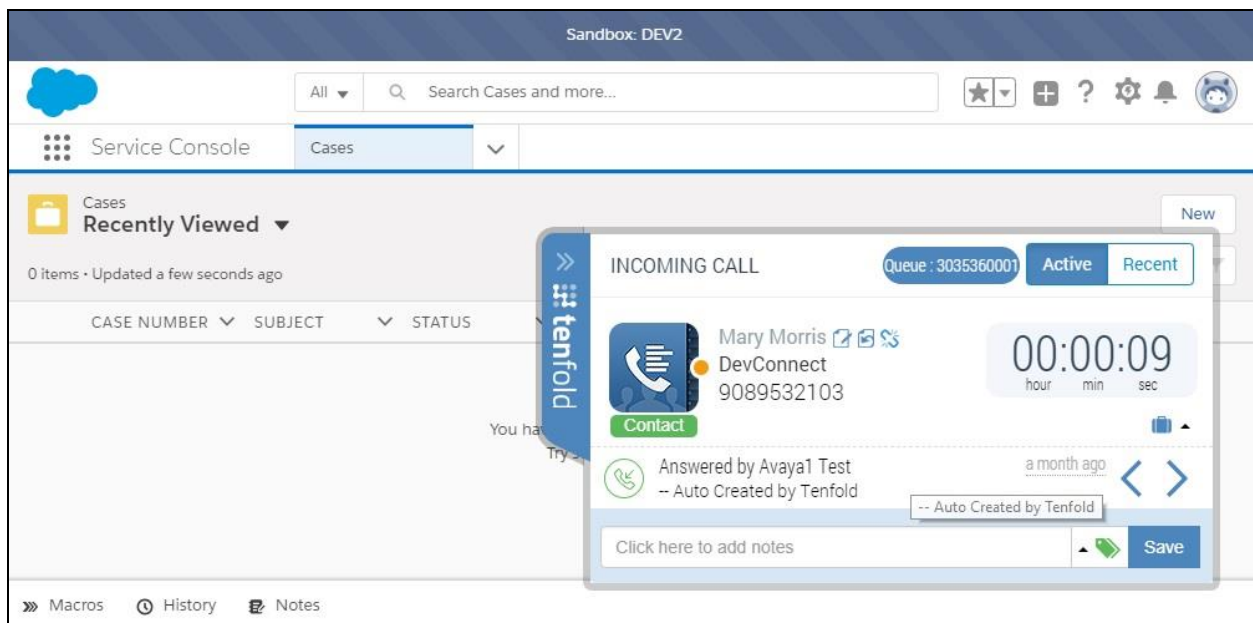 Sandbox: DEV2
All
Search Cases and more...
Service Console
Cases
Cases
Recently Viewed
New
0 items • Updated a few seconds ago
CASE NUMBER
SUBJECT
STATUS
tenfold
INCOMING CALL
Queue : 3035360001
Active
Recent
Mary Morris
DevConnect
9089532103
Contact
00:00:09
hour min sec
You ha
Try
Answered by Avaya1 Test
-- Auto Created by Tenfold
a month ago
-- Auto Created by Tenfold
Click here to add notes
Save
Macros
History
Notes